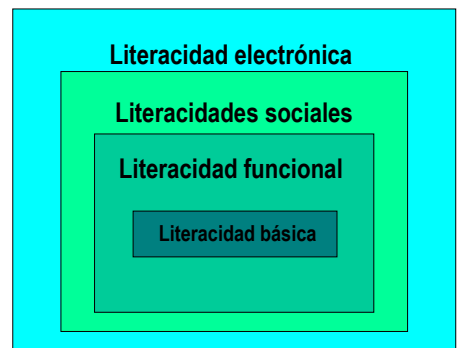 Literacidad electrónica
Literacidades sociales
Literacidad funcional
Literacidad básica